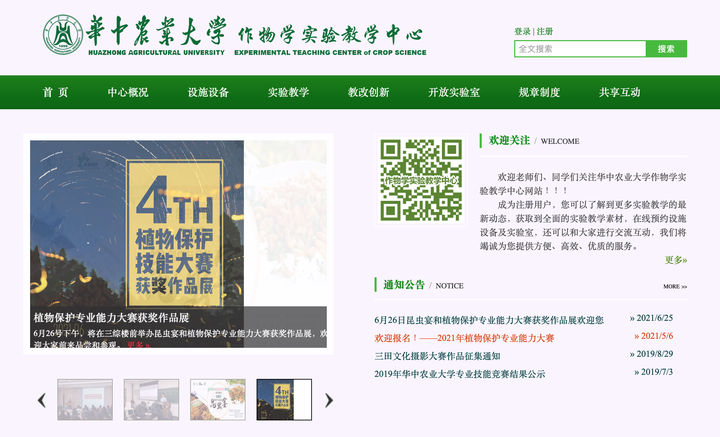 華中農業大学 作物学实验教学中心
HUAZHONG AGRICULTURAL UNIVERSITY EXPERIMENTAL TEACHING CENTER of CROP SCIENCE
登录 | 注册
全文搜索 搜索
首 页 中心概况 设施设备 实验教学 教改创新 开放实验室 规章制度 共享互动
4TH
植物保护
技能大赛
获奖作品展
植物保护专业能力大赛获奖作品展
6月26号下午，将在三综楼前举办昆虫宴和植物保护专业能力大赛获奖作品展，欢
迎大家前来品尝和参观。 更多 »
作物学实验教学中心
欢迎关注 / WELCOME
欢迎老师们、同学们关注华中农业大学作物学实
验教学中心网站！！！
成为注册用户，您可以了解到更多实验教学的最
新动态，获取到全面的实验教学素材，在线预约设施
设备及实验室，还可以和大家进行交流互动，我们将
竭诚为您提供方便、高效、优质的服务。
更多»
通知公告 / NOTICE MORE >>
6月26日昆虫宴和植物保护专业能力大赛获奖作品展欢迎您 » 2021/6/25
欢迎报名！——2021年植物保护专业能力大赛 » 2021/5/6
三田文化摄影大赛作品征集通知 » 2019/8/29
2019年华中农业大学专业技能竞赛结果公示 » 2019/7/3